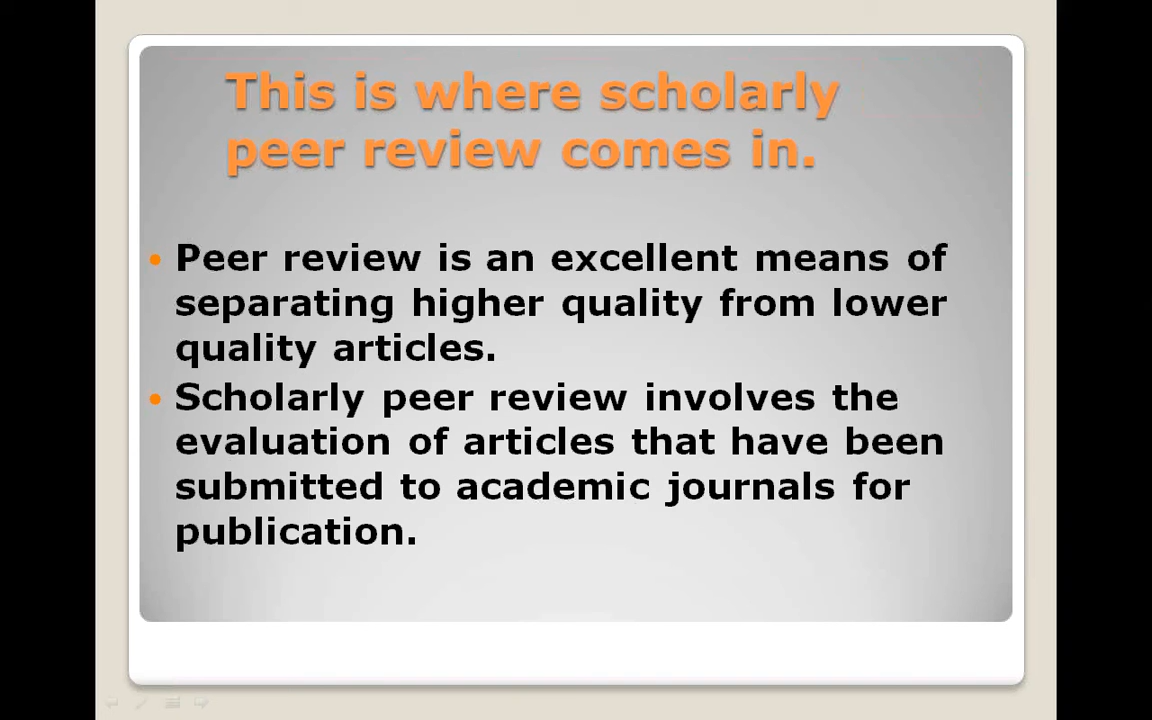 This is where scholarly
peer review comes in.
• Peer review is an excellent means of
separating higher quality from lower
quality articles.
• Scholarly peer review involves the
evaluation of articles that have been
submitted to academic journals for
publication.